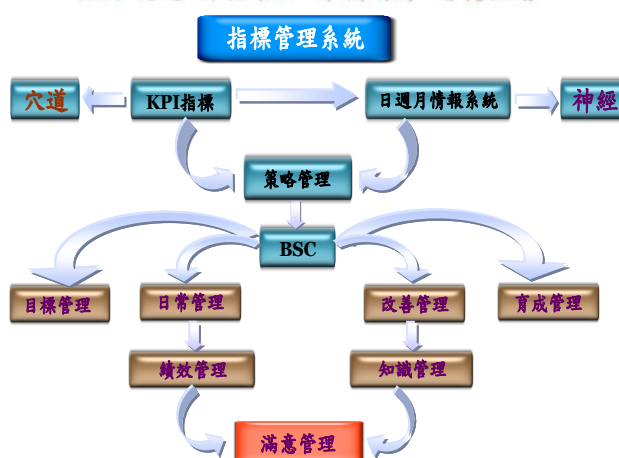 指標管理系統
穴道
KPI指標
日週月情報系統
神經
策略管理
BSC
目標管理
日常管理
改善管理
育成管理
績效管理
知識管理
滿意管理